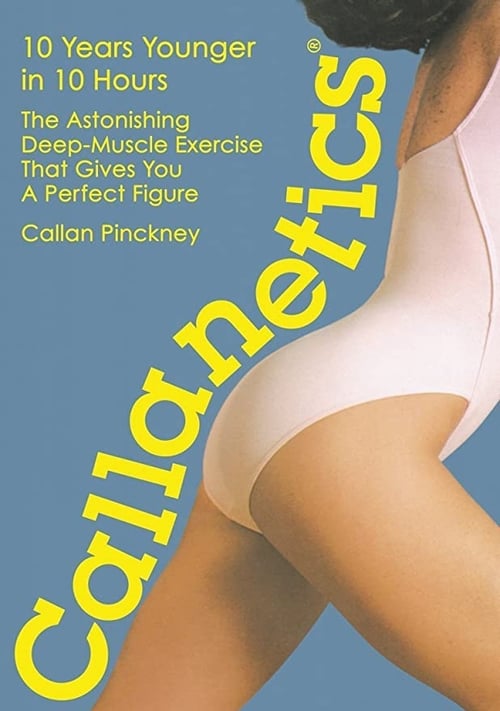 10 Years Younger
in 10 Hours
The Astonishing
Deep-Muscle Exercise
That Gives You
A Perfect Figure
Callan Pinckney
Callanetics®